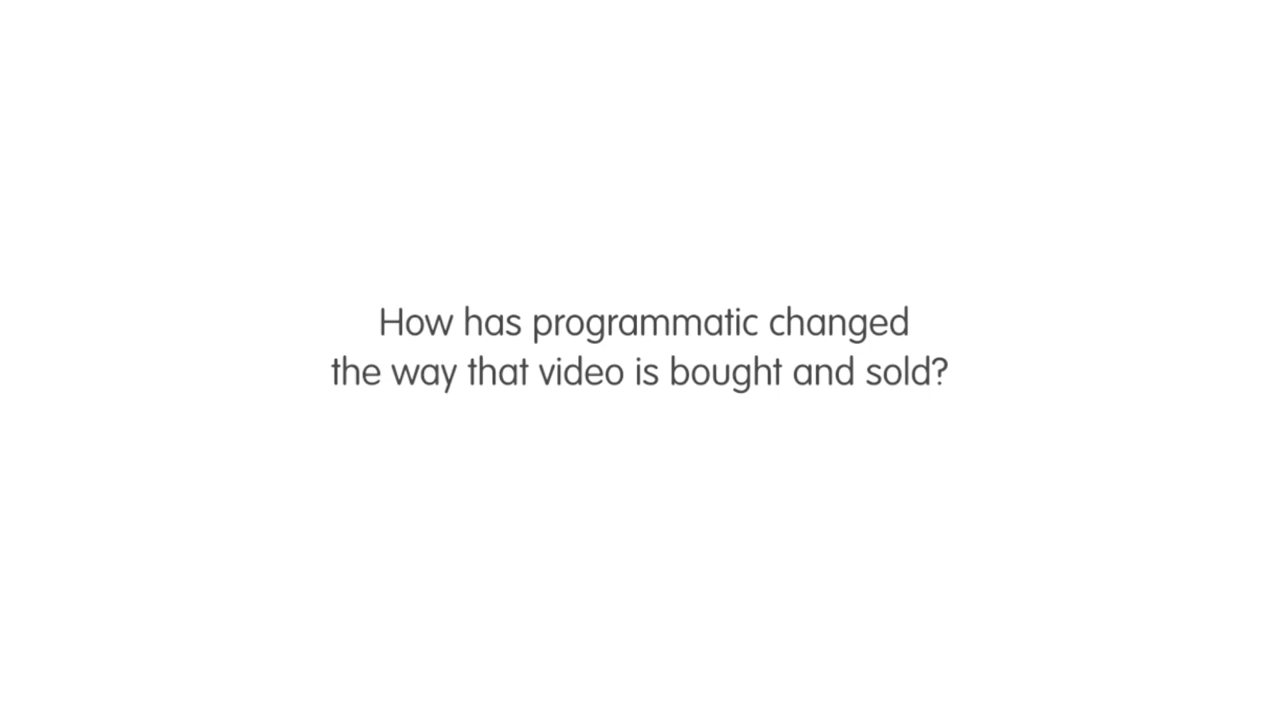 How has programmatic changed
the way that video is bought and sold?